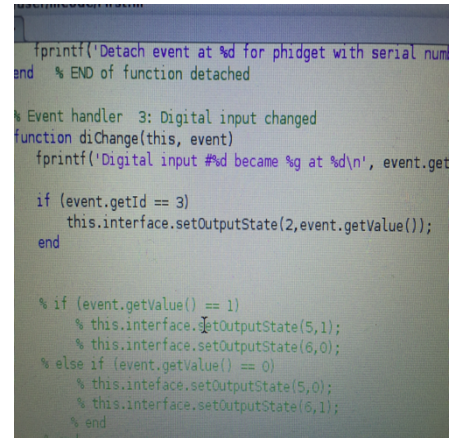 fprintf('Detach event at %d for phidget with serial num
end % END of function detached
% Event handler 3: Digital input changed
function diChange(this, event)
fprintf('Digital input #%d became %g at %d\n', event.get
if (event.getId == 3)
this.interface.setOutputState(2,event.getValue());
end
% if (event.getValue() == 1)
% this.interface.setOutputState(5,1);
% this.interface.setOutputState(6,0);
% else if (event.getValue() == 0)
% this.inteface.setOutputState(5,0);
% this.interface.setOutputState(6,1);
% end